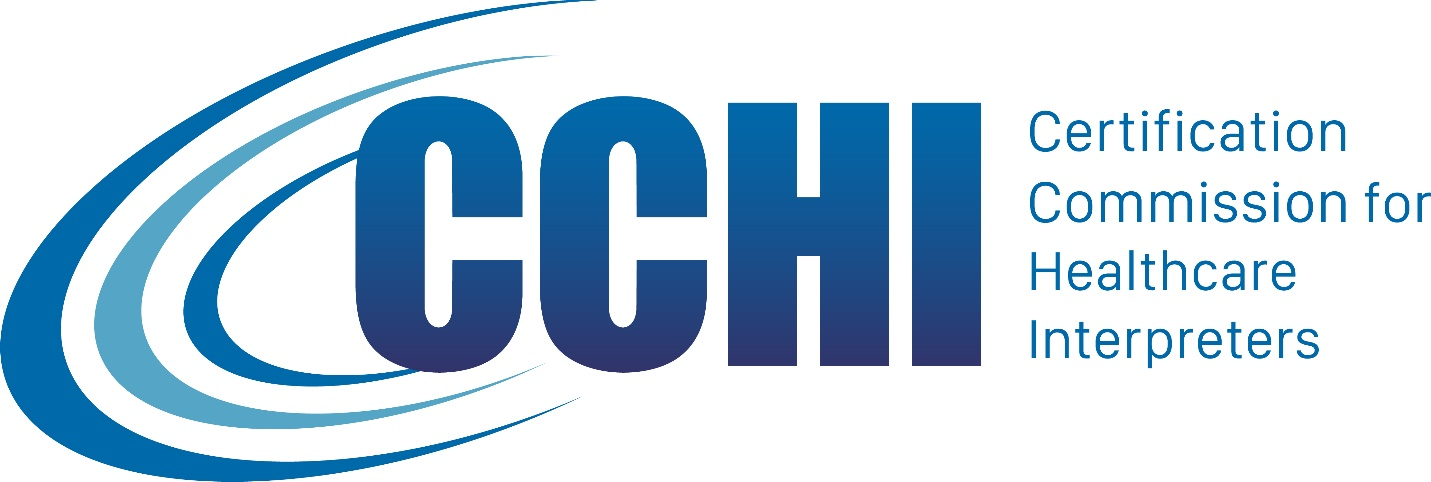 CCHI
Certification
Commission for
Healthcare
Interpreters